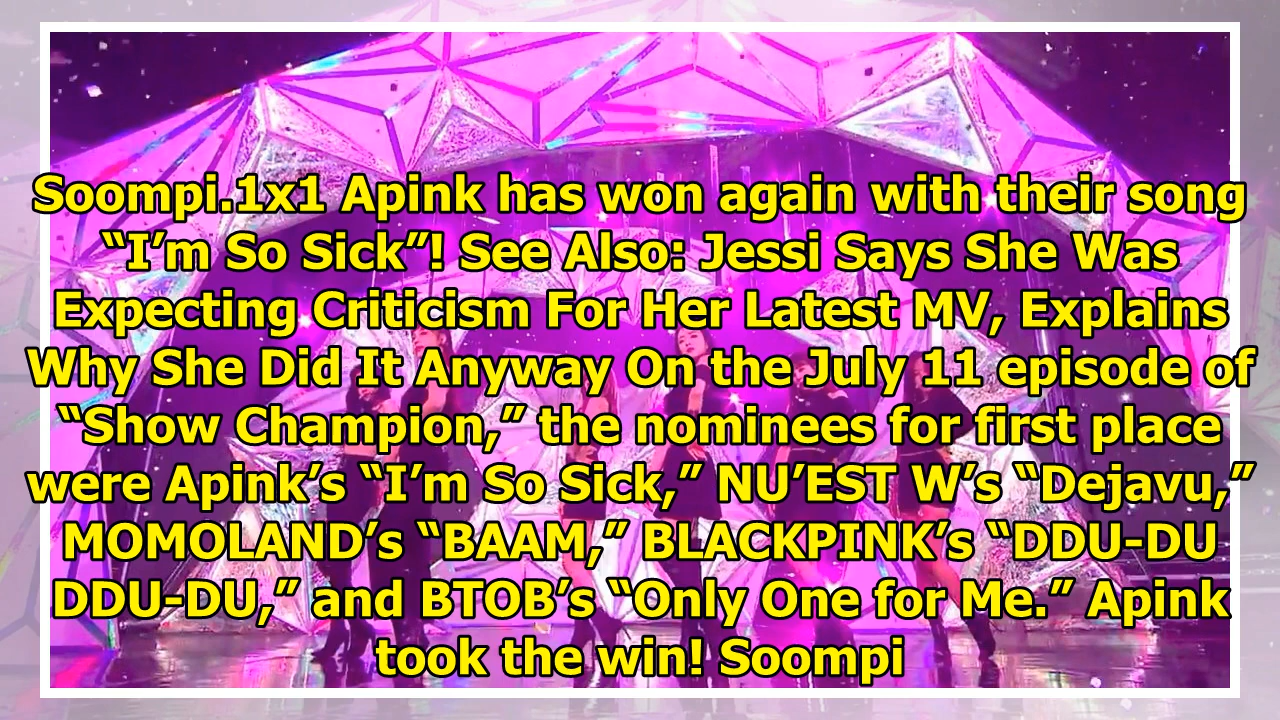 Soompi.1x1 Apink has won again with their song
“I’m So Sick”! See Also: Jessi Says She Was
Expecting Criticism For Her Latest MV, Explains
Why She Did It Anyway On the July 11 episode of
“Show Champion,” the nominees for first place
were Apink’s “I’m So Sick,” NU’EST W’s “Dejavu,”
MOMOLAND’s “BAAM,” BLACKPINK’s “DDU-DU
DDU-DU,” and BTOB’s “Only One for Me.” Apink
took the win! Soompi